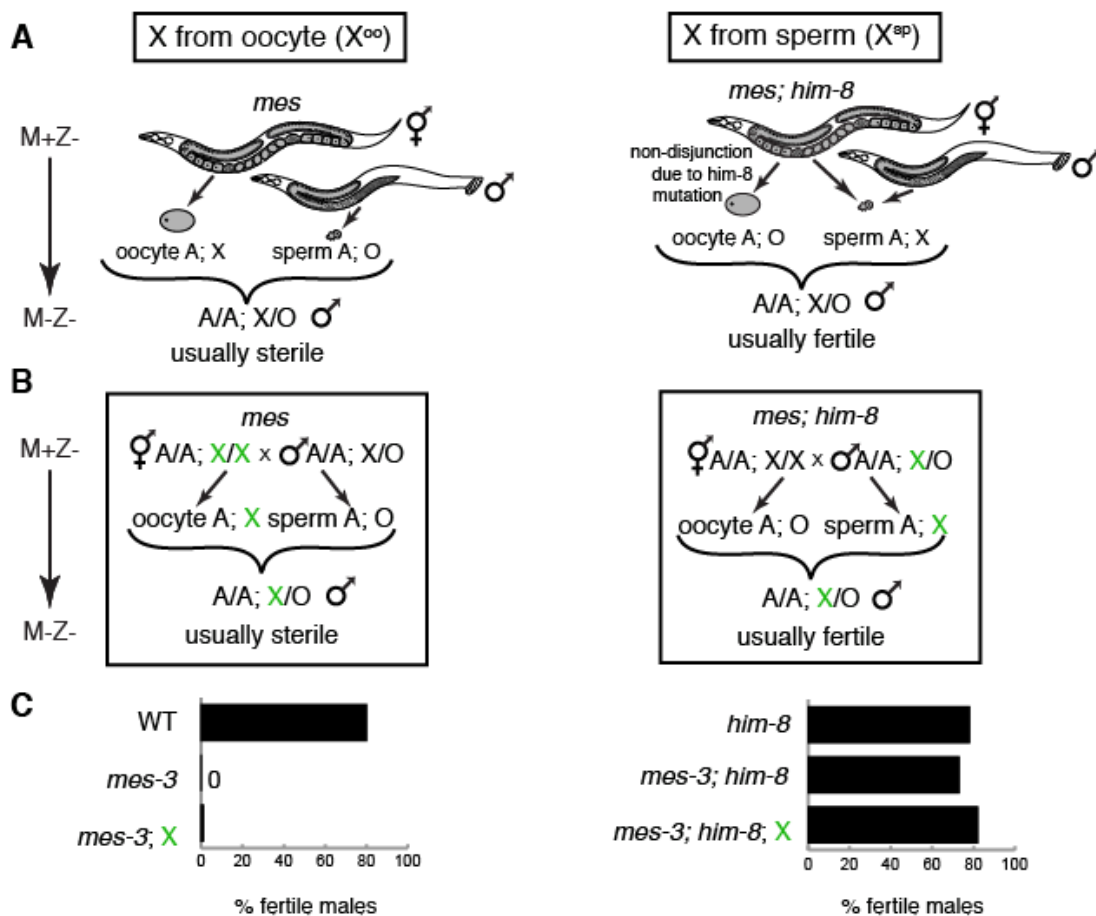 A
X from oocyte (Xᵒᵒ)
X from sperm (Xˢᵖ)
mes
mes; him-8
M+Z-
non-disjunction
due to him-8
mutation
oocyte A; X
sperm A; O
oocyte A; O
sperm A; X
M-Z-
A/A; X/O ♂
usually sterile
A/A; X/O ♂
usually fertile
B
mes
mes; him-8
M+Z-
⚥A/A; X/X x ♂A/A; X/O
⚥A/A; X/X x ♂A/A; X/O
oocyte A; X sperm A; O
oocyte A; O sperm A; X
A/A; X/O ♂
A/A; X/O ♂
M-Z-
usually sterile
usually fertile
C
WT
mes-3
0
mes-3; X
0 20 40 60 80 100
% fertile males
him-8
mes-3; him-8
mes-3; him-8; X
0 20 40 60 80 100
% fertile males